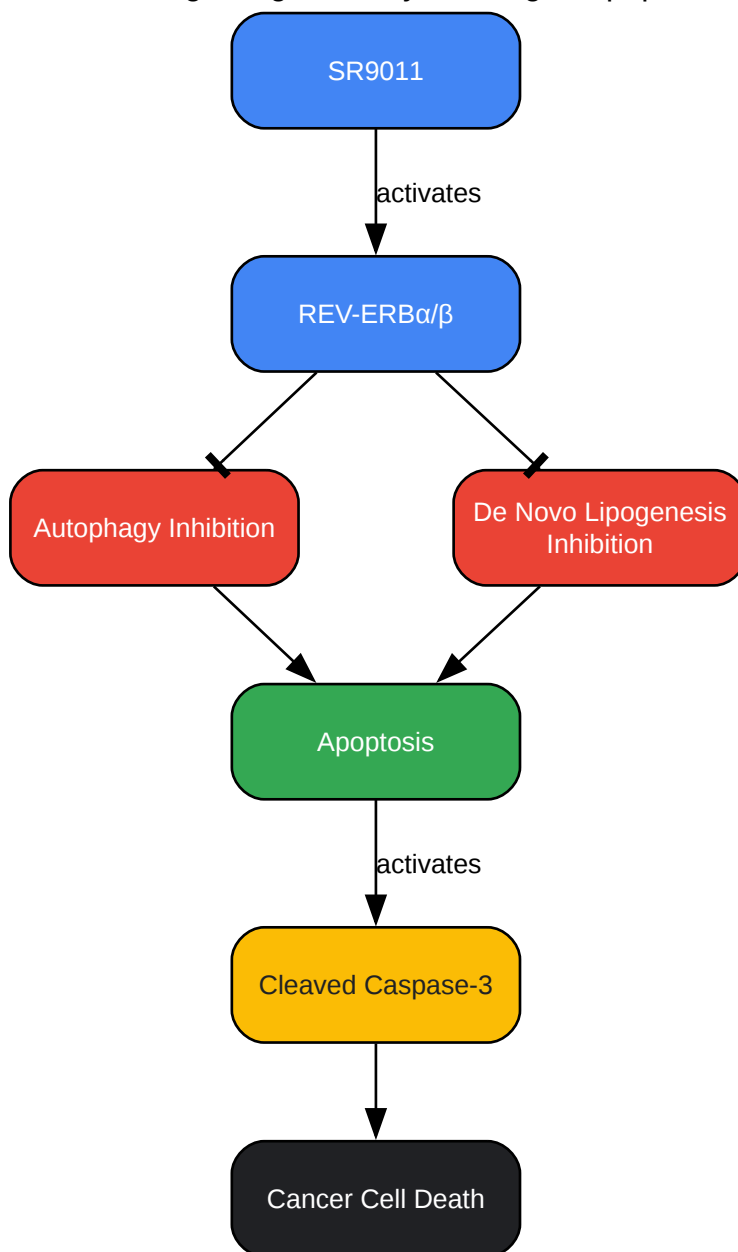 SR9011
activates
REV-ERBα/β
Autophagy Inhibition
De Novo Lipogenesis
Inhibition
Apoptosis
activates
Cleaved Caspase-3
Cancer Cell Death